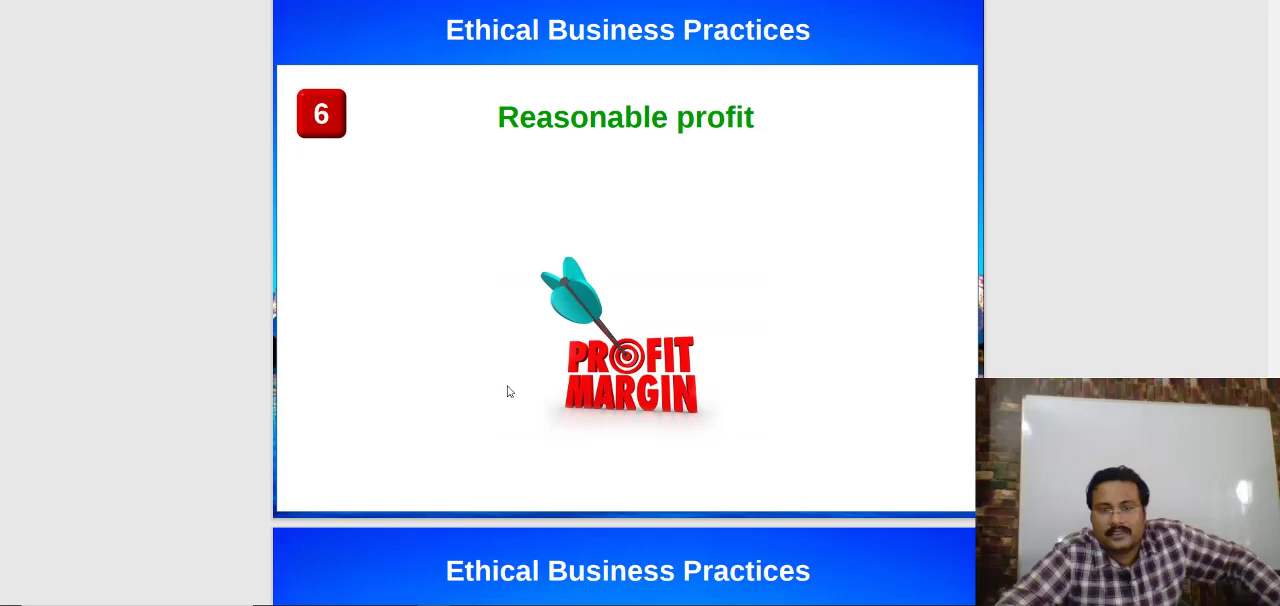 Ethical Business Practices
6
Reasonable profit
PROFIT
MARGIN
Ethical Business Practices